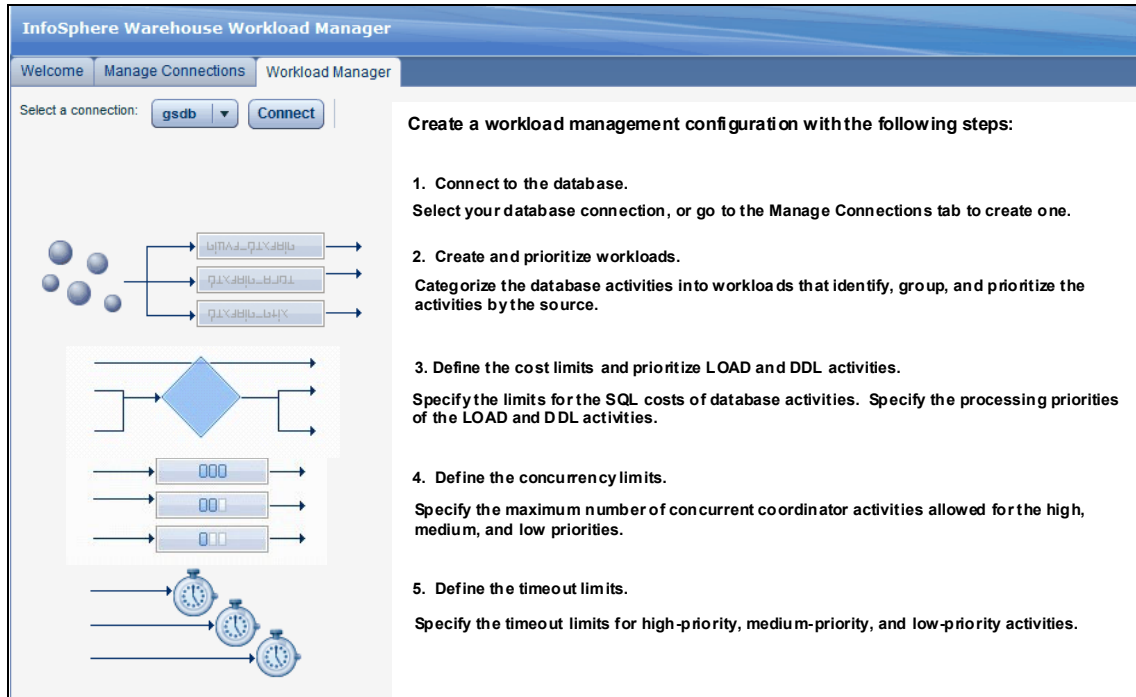 InfoSphere Warehouse Workload Manager
Welcome
Manage Connections
Workload Manager
Select a connection:
gsdb
Connect
Create a workload management configuration with the following steps:
1. Connect to the database.
Select your database connection, or go to the Manage Connections tab to create one.
2. Create and prioritize workloads.
Categorize the database activities into workloads that identify, group, and prioritize the
activities by the source.
3. Define the cost limits and prioritize LOAD and DDL activities.
Specify the limits for the SQL costs of database activities. Specify the processing priorities
of the LOAD and DDL activities.
4. Define the concurrency limits.
Specify the maximum number of concurrent coordinator activities allowed for the high,
medium, and low priorities.
5. Define the timeout limits.
Specify the timeout limits for high-priority, medium-priority, and low-priority activities.